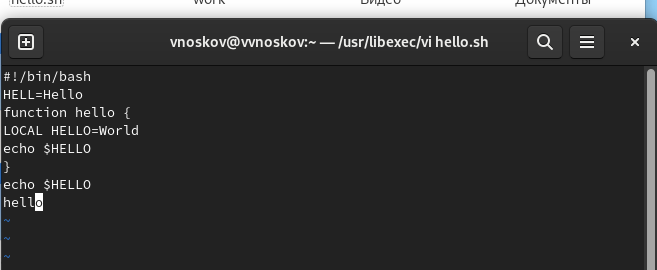 hello.sh
work
Видео
Документы
vnoskov@vvnoskov:~ — /usr/libexec/vi hello.sh
#!/bin/bash
HELL=Hello
function hello {
LOCAL HELLO=World
echo $HELLO
}
echo $HELLO
hello
~
~
~